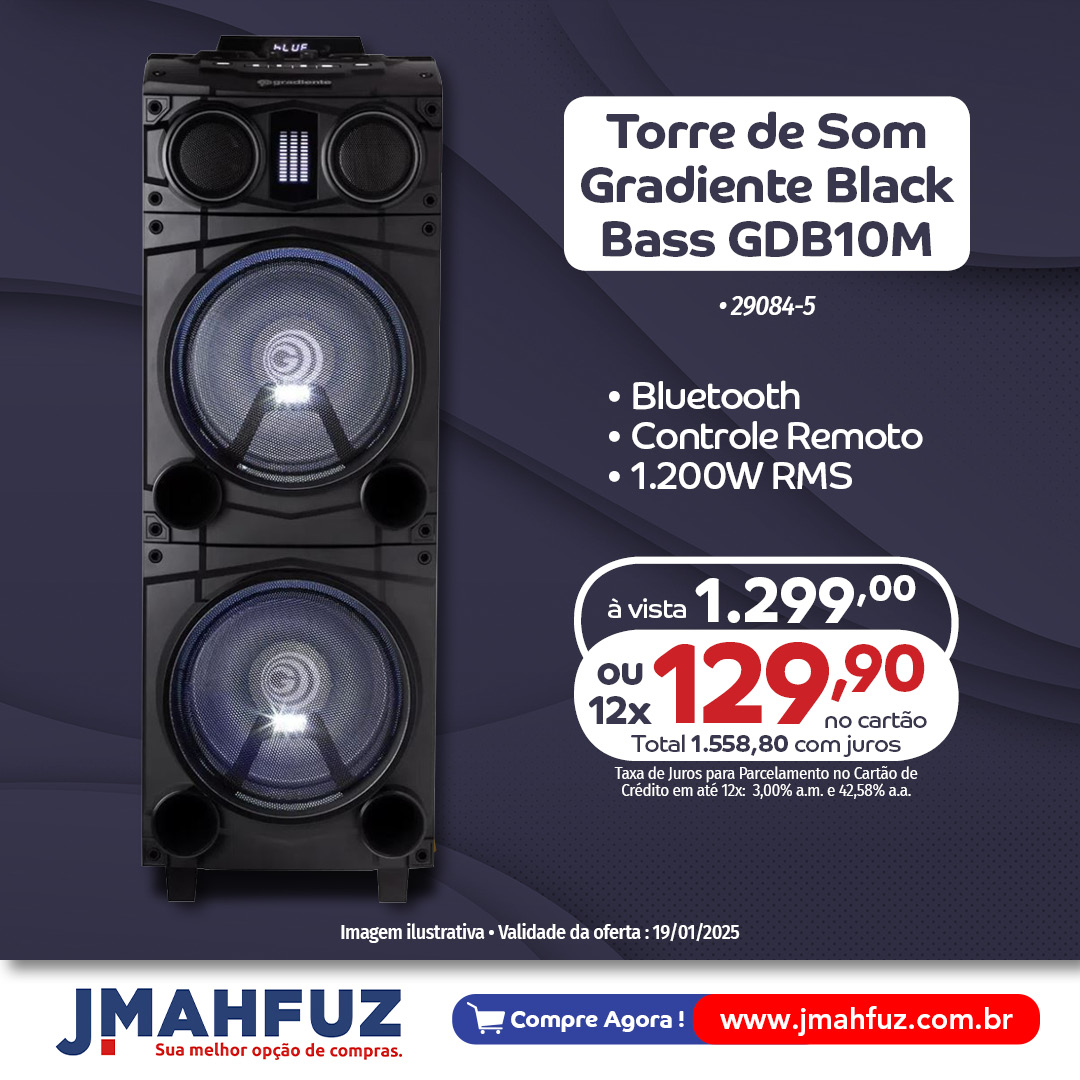 BLUE
gradiente
G
G
Torre de Som
Gradiente Black
Bass GDB10M
• 29084-5
• Bluetooth
• Controle Remoto
• 1.200W RMS
à vista 1.299,00
ou
12x 129,90
no cartão
Total 1.558,80 com juros
Taxa de Juros para Parcelamento no Cartão de
Crédito em até 12x: 3,00% a.m. e 42,58% a.a.
Imagem ilustrativa • Validade da oferta : 19/01/2025
JMAHFUZ
Sua melhor opção de compras.
Compre Agora !
www.jmahfuz.com.br